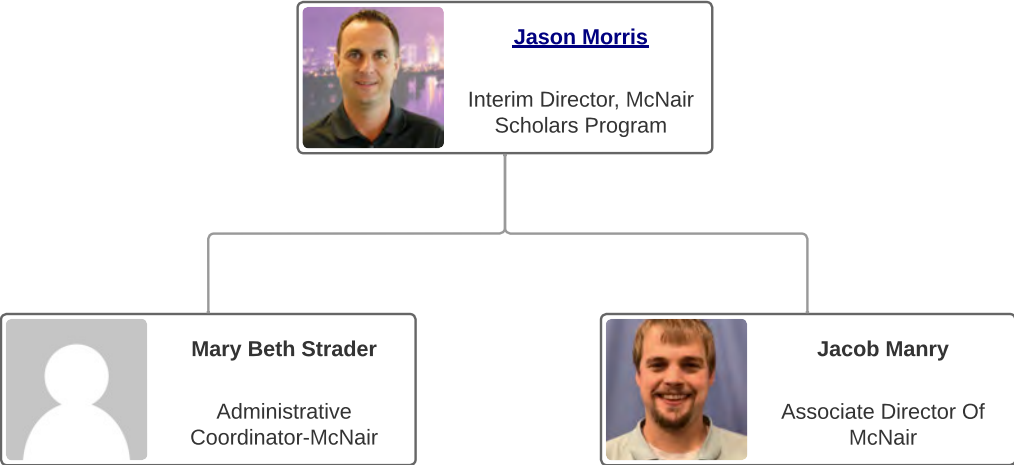 Jason Morris
Interim Director, McNair
Scholars Program
Mary Beth Strader
Administrative
Coordinator-McNair
Jacob Manry
Associate Director Of
McNair